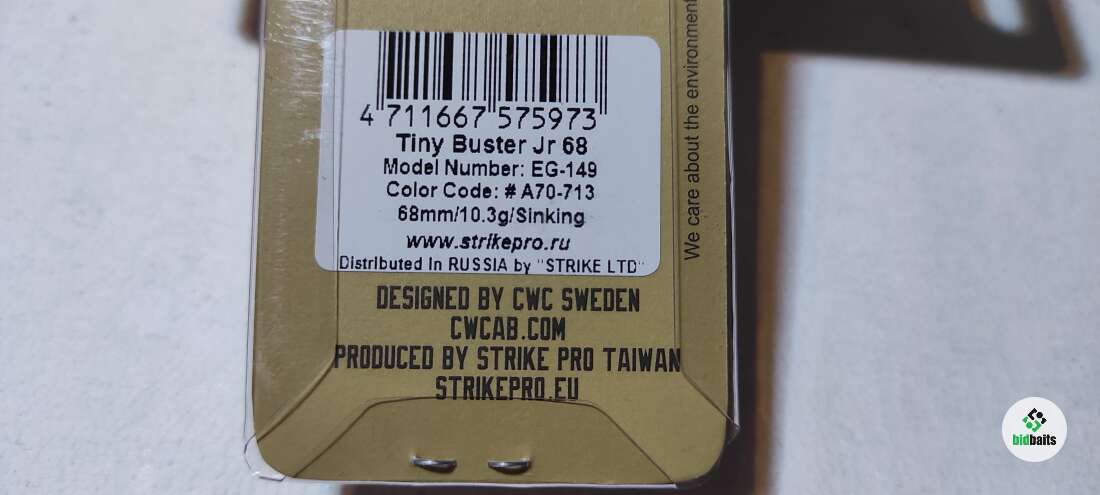 4 711667 575973
Tiny Buster Jr 68
Model Number: EG-149
Color Code: # A70-713
68mm/10.3g/Sinking
www.strikepro.ru
Distributed In RUSSIA by "STRIKE LTD"
DESIGNED BY CWC SWEDEN
CWCAB.COM
PRODUCED BY STRIKE PRO TAIWAN
STRIKEPRO.EU
We care about the environment
bidbaits